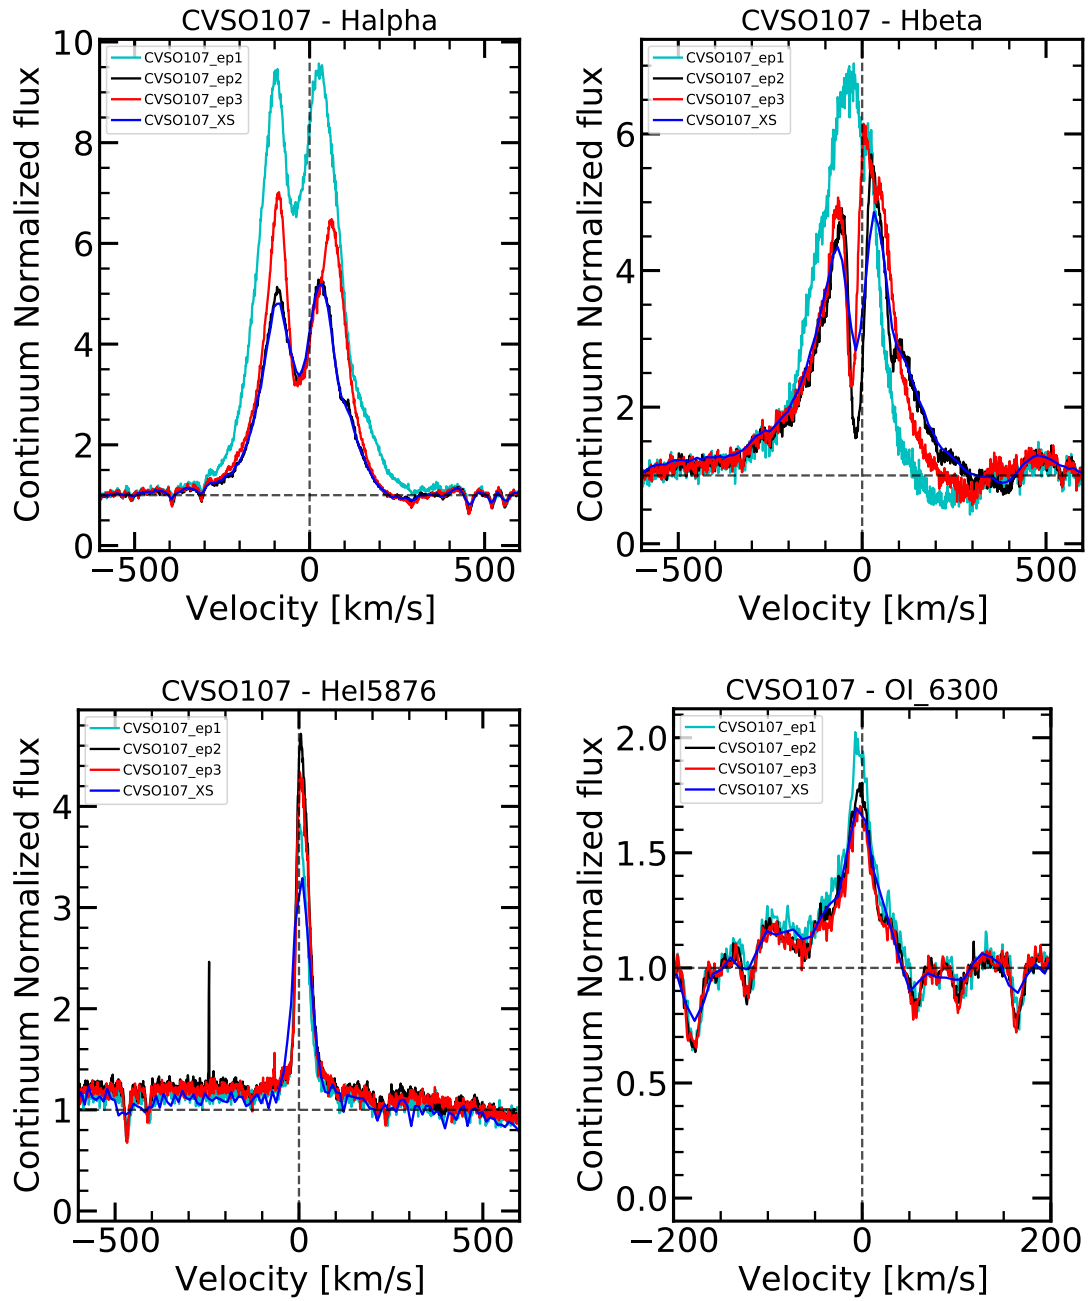 CVSO107 - Halpha
Continuum Normalized flux
10
8
6
4
2
0
CVSO107_ep1
CVSO107_ep2
CVSO107_ep3
CVSO107_XS
−500
0
500
Velocity [km/s]
CVSO107 - Hbeta
Continuum Normalized flux
6
4
2
0
CVSO107_ep1
CVSO107_ep2
CVSO107_ep3
CVSO107_XS
−500
0
500
Velocity [km/s]
CVSO107 - HeI5876
Continuum Normalized flux
4
3
2
1
0
CVSO107_ep1
CVSO107_ep2
CVSO107_ep3
CVSO107_XS
−500
0
500
Velocity [km/s]
CVSO107 - OI_6300
Continuum Normalized flux
2.0
1.5
1.0
0.5
0.0
CVSO107_ep1
CVSO107_ep2
CVSO107_ep3
CVSO107_XS
−200
0
200
Velocity [km/s]